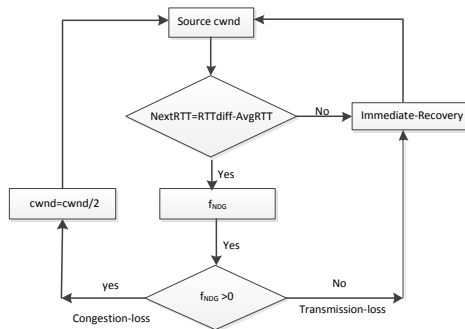 Source cwnd
NextRTT=RTTdiff-AvgRTT
No
Immediate-Recovery
Yes
cwnd=cwnd/2
fNDG
Yes
yes
fNDG >0
No
Congestion-loss
Transmission-loss